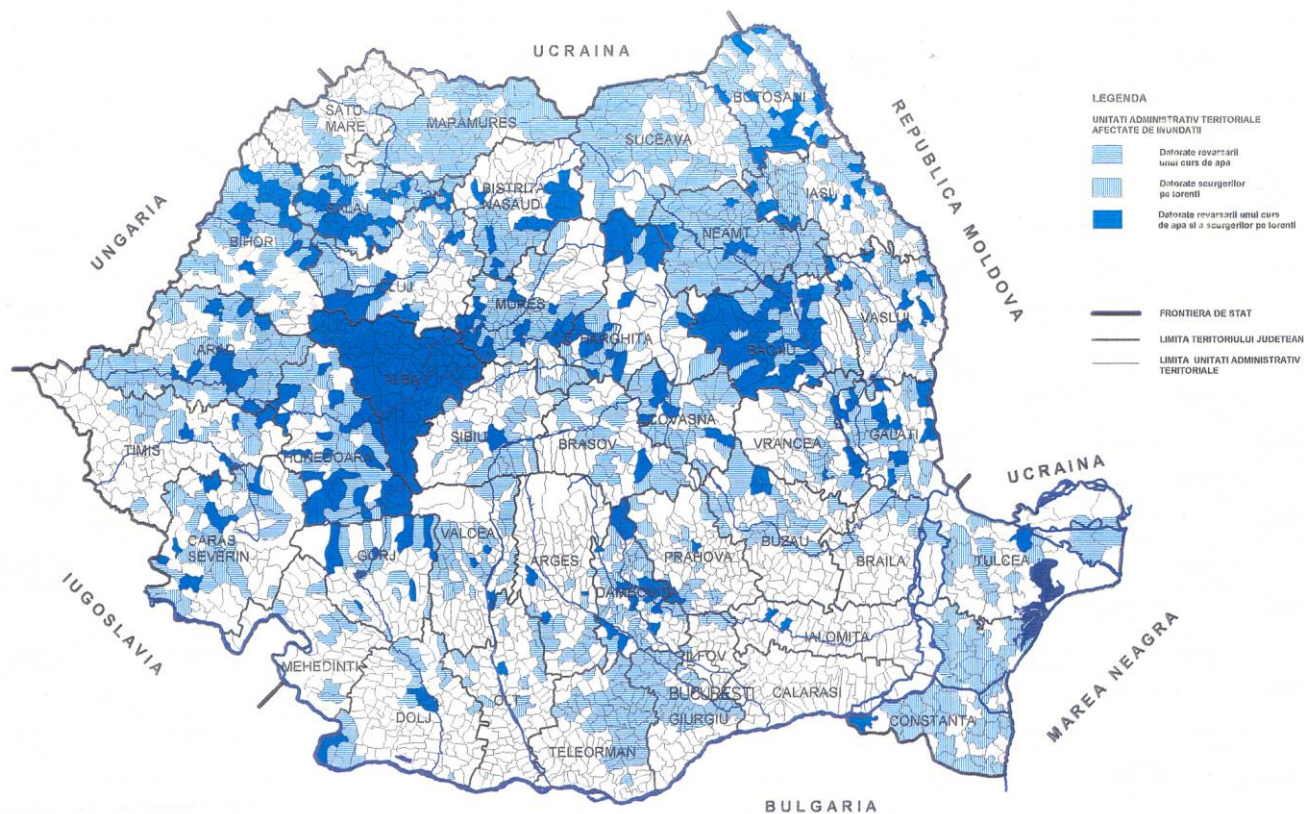 UCRAINA
REPUBLICA MOLDOVA
UNGARIA
IUGOSLAVIA
BULGARIA
MAREA NEAGRA
UCRAINA
SATU
MARE
MARAMURES
SUCEAVA
BOTOSANI
BISTRITA
NASAUD
SALAJ
IASI
BIHOR
CLUJ
NEAMT
MURES
HARGHITA
BACAU
VASLUI
ARAD
ALBA
TIMIS
HUNEDOARA
SIBIU
BRASOV
COVASNA
VRANCEA
GALATI
CARAS
SEVERIN
GORJ
VALCEA
ARGES
PRAHOVA
BUZAU
BRAILA
TULCEA
DAMBOVITA
IALOMITA
ILFOV
MEHEDINTI
BUCURESTI
CALARASI
GIURGIU
DOLJ
OLT
TELEORMAN
CONSTANTA
LEGENDA
UNITATI ADMINISTRATIV TERITORIALE
AFECTATE DE INUNDATII
Datorate revarsarii
unui curs de apa
Datorate scurgerilor
pe torenti
Datorate revarsarii unui curs
de apa si a scurgerilor pe torenti
FRONTIERA DE STAT
LIMITA TERITORIULUI JUDETEAN
LIMITA UNITATI ADMINISTRATIV
TERITORIALE